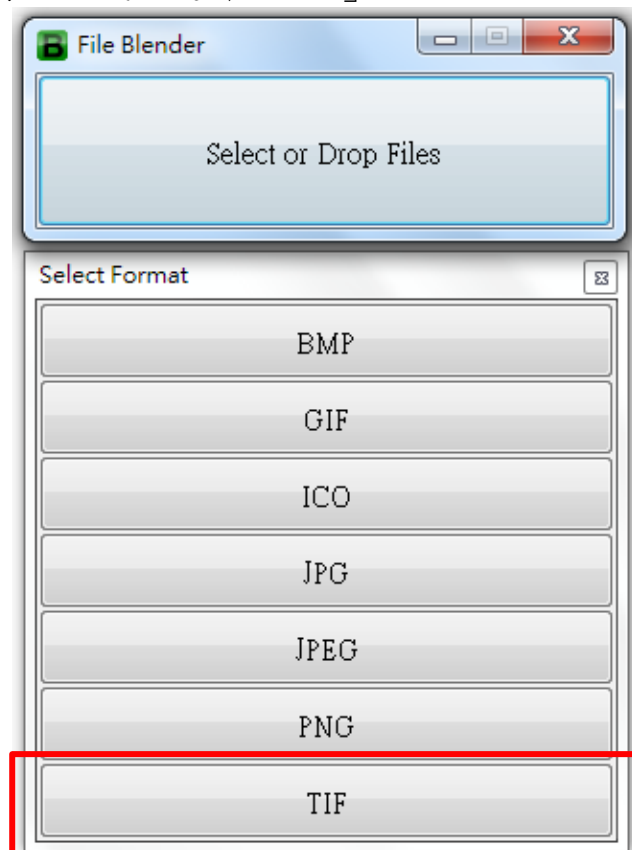 File Blender
Select or Drop Files
Select Format
BMP
GIF
ICO
JPG
JPEG
PNG
TIF